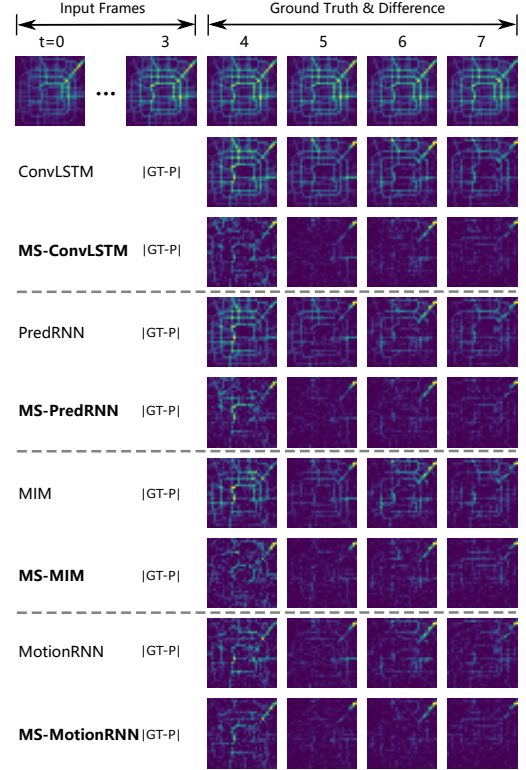 Input Frames Ground Truth & Difference
t=0 3 4 5 6 7
...
ConvLSTM |GT-P|
MS-ConvLSTM |GT-P|
PredRNN |GT-P|
MS-PredRNN |GT-P|
MIM |GT-P|
MS-MIM |GT-P|
MotionRNN |GT-P|
MS-MotionRNN |GT-P|